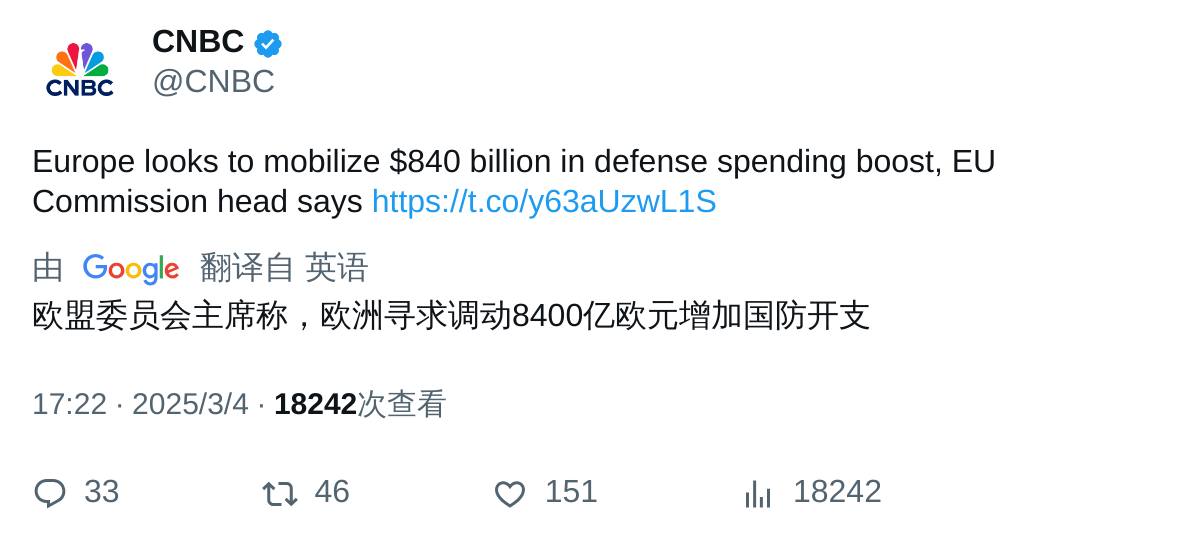 CNBC
CNBC
@CNBC
Europe looks to mobilize $840 billion in defense spending boost, EU
Commission head says https://t.co/y63aUzwL1S
由 Google 翻译自 英语
欧盟委员会主席称，欧洲寻求调动8400亿欧元增加国防开支
17:22 · 2025/3/4 · 18242次查看
33 46 151 18242